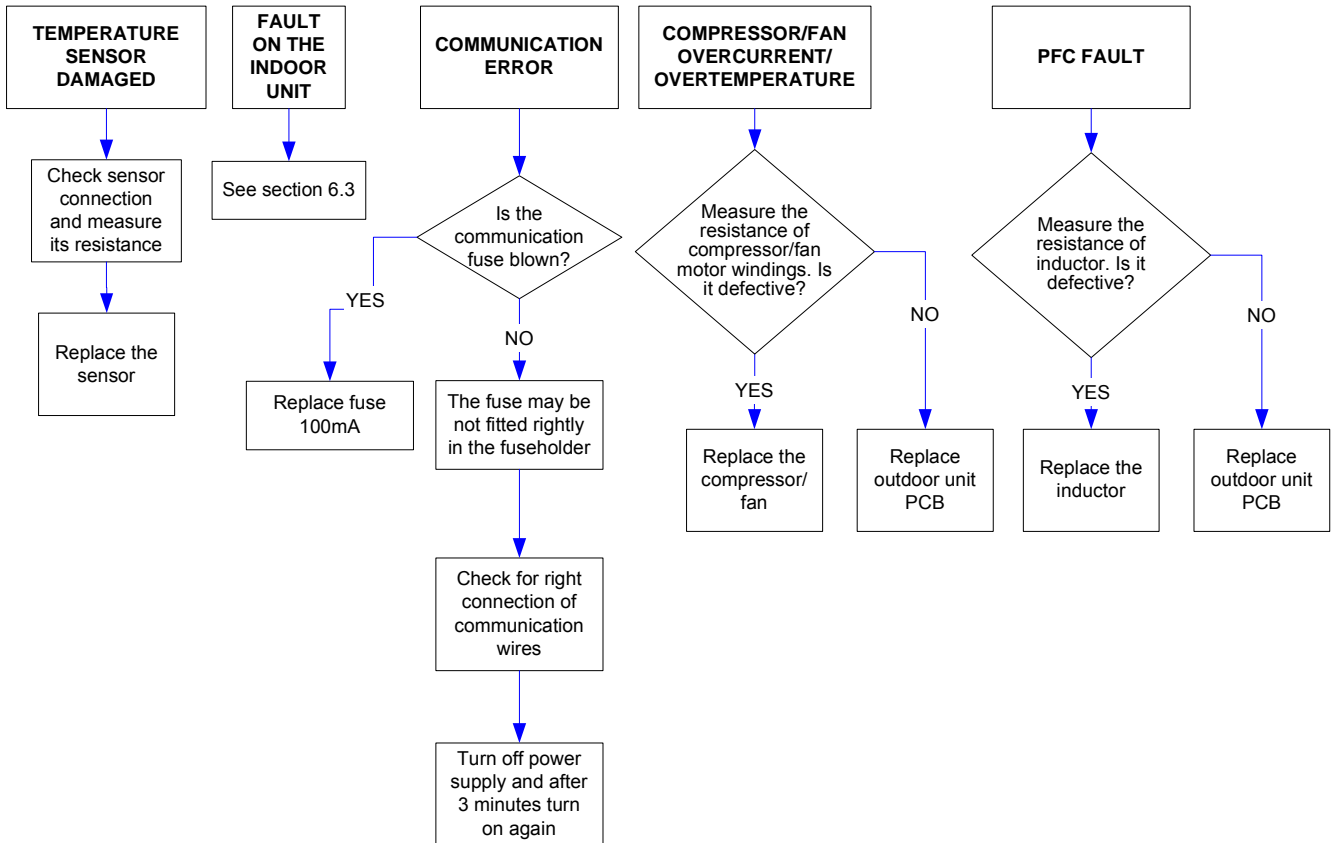 TEMPERATURE
SENSOR
DAMAGED
Check sensor
connection
and measure
its resistance
Replace the
sensor
FAULT
ON THE
INDOOR
UNIT
See section 6.3
COMMUNICATION
ERROR
Is the
communication
fuse blown?
YES
Replace fuse
100mA
NO
The fuse may be
not fitted rightly
in the fuseholder
Check for right
connection of
communication
wires
Turn off power
supply and after
3 minutes turn
on again
COMPRESSOR/FAN
OVERCURRENT/
OVERTEMPERATURE
Measure the
resistance of
compressor/fan
motor windings. Is
it defective?
YES
Replace the
compressor/
fan
NO
Replace
outdoor unit
PCB
PFC FAULT
Measure the
resistance of
inductor. Is it
defective?
YES
Replace the
inductor
NO
Replace
outdoor unit
PCB